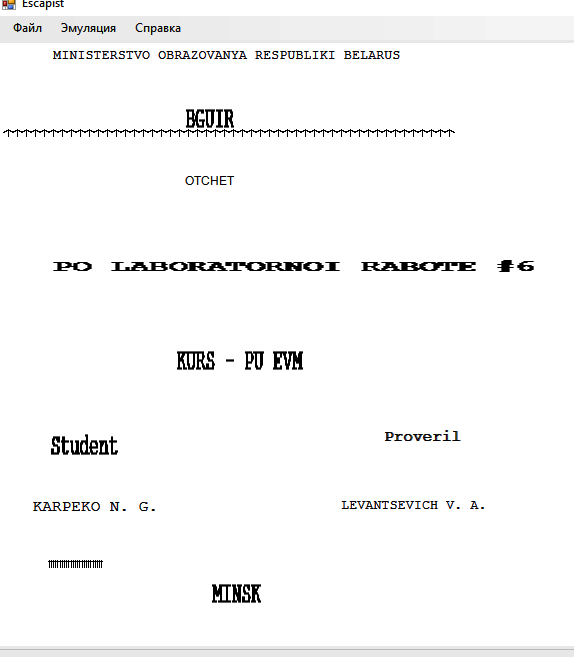 Escapist
Файл Эмуляция Справка
MINISTERSTVO OBRAZOVANYA RESPUBLIKI BELARUS
BGUIR
OTCHET
PO LABORATORNOI RABOTE #6
KURS - PU EVM
Student Proveril
KARPEKO N. G. LEVANTSEVICH V. A.
MINSK